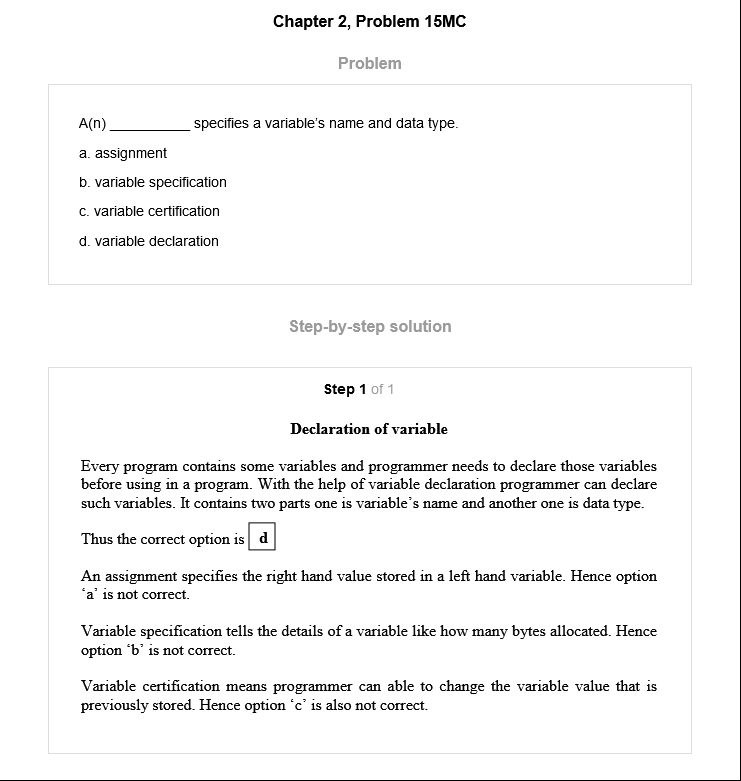 Chapter 2, Problem 15MC
Problem
A(n) __________ specifies a variable's name and data type.
a. assignment
b. variable specification
c. variable certification
d. variable declaration
Step-by-step solution
Step 1 of 1
Declaration of variable
Every program contains some variables and programmer needs to declare those variables
before using in a program. With the help of variable declaration programmer can declare
such variables. It contains two parts one is variable's name and another one is data type.
Thus the correct option is d
An assignment specifies the right hand value stored in a left hand variable. Hence option
‘a’ is not correct.
Variable specification tells the details of a variable like how many bytes allocated. Hence
option ‘b’ is not correct.
Variable certification means programmer can able to change the variable value that is
previously stored. Hence option ‘c’ is also not correct.